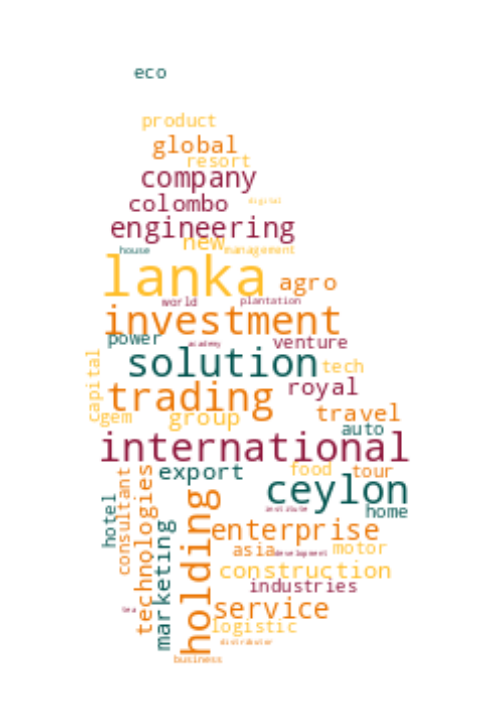 eco
product
global
resort
company
colombo
digital
engineering
new
house
management
lanka
agro
world
plantation
investment
power
academy
venture
solution
tech
capital
trading
royal
gem
group
travel
auto
international
export
food
tour
ceylon
hotel
consultant
technologies
marketing
holding
institute
home
enterprise
asia
development
motor
construction
industries
tea
service
logistic
distributor
business